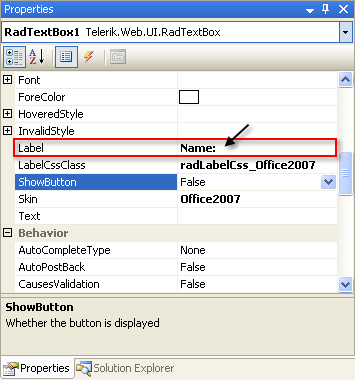 Properties
RadTextBox1 Telerik.Web.UI.RadTextBox
A Z
Font
ForeColor
HoveredStyle
InvalidStyle
Label Name:
LabelCssClass radLabelCss_Office2007
ShowButton False
Skin Office2007
Text
Behavior
AutoCompleteType None
AutoPostBack False
CausesValidation False
ShowButton
Whether the button is displayed
Properties Solution Explorer